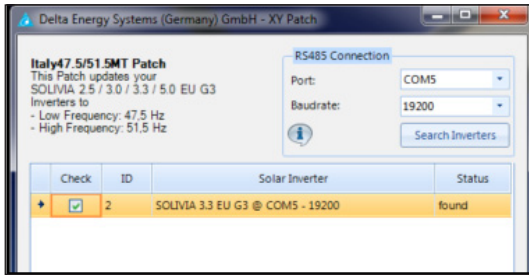 Delta Energy Systems (Germany) GmbH - XY Patch
Italy47.5/51.5MT Patch
This Patch updates your
SOLIVIA 2.5 / 3.0 / 3.3 / 5.0 EU G3
Inverters to
- Low Frequency: 47,5 Hz
- High Frequency: 51,5 Hz
RS485 Connection
Port: COM5
Baudrate: 19200
Search Inverters
Check ID Solar Inverter Status
2 SOLIVIA 3.3 EU G3 @ COM5 - 19200 found